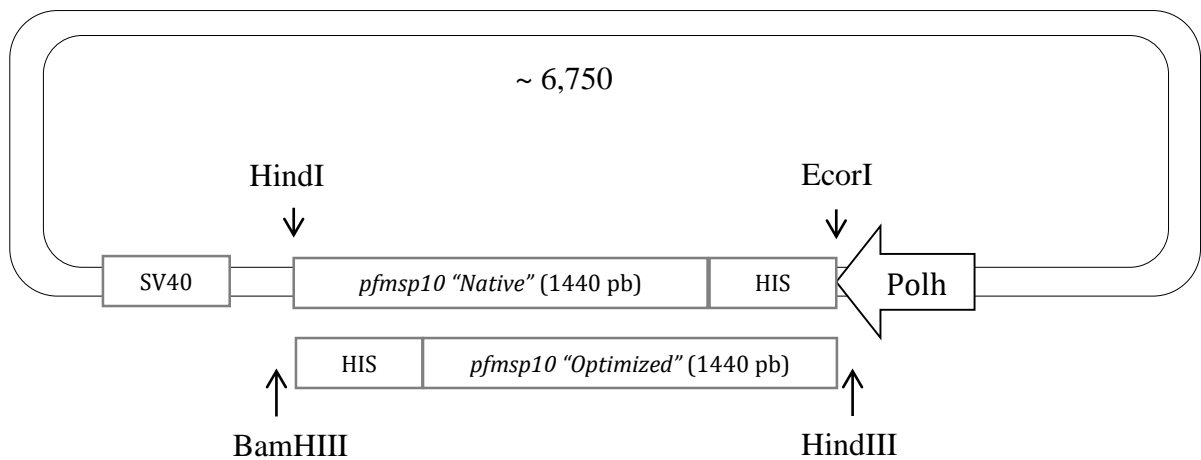 ~ 6,750
HindI
EcorI
SV40
pfmsp10 “Native” (1440 pb)
HIS
Polh
HIS
pfmsp10 “Optimized” (1440 pb)
BamHIII
HindIII